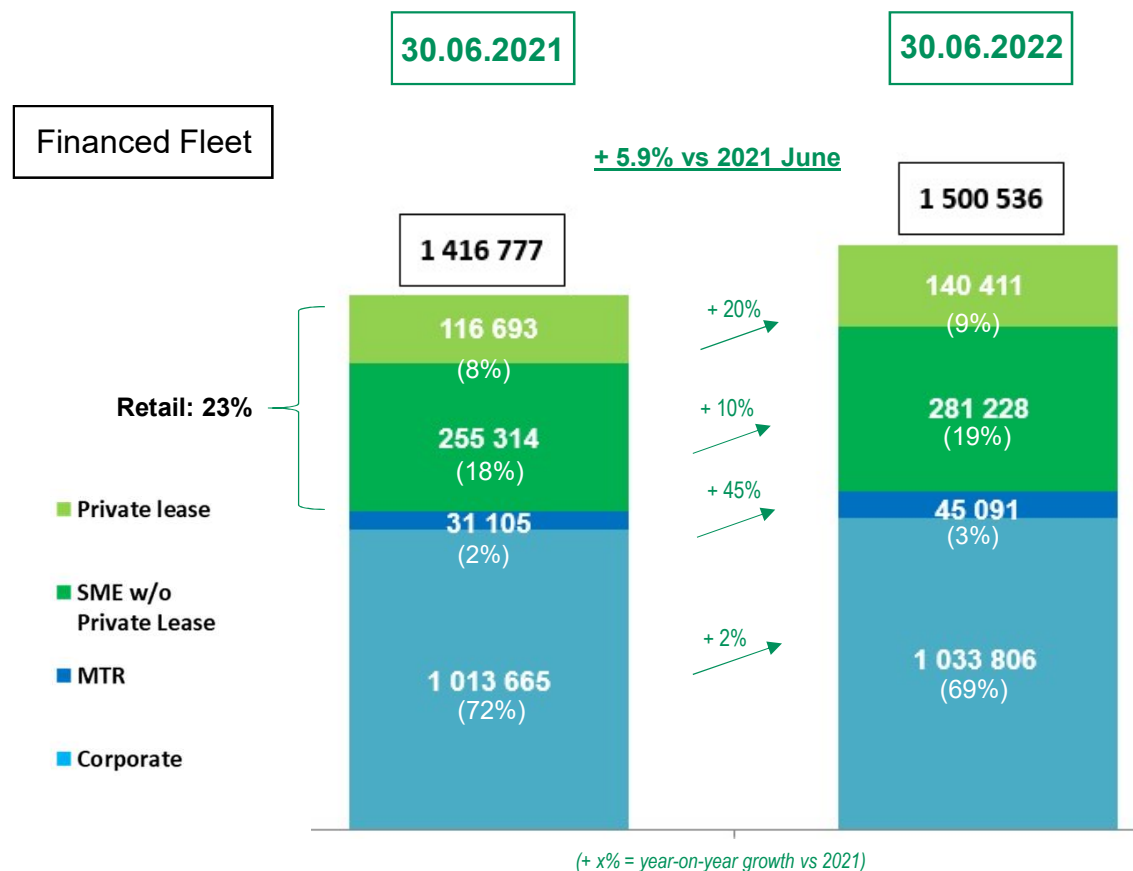 30.06.2021
30.06.2022
Financed Fleet
+ 5.9% vs 2021 June
1 500 536
1 416 777
140 411
(9%)
+ 20%
116 693
(8%)
Retail: 23%
+ 10%
281 228
(19%)
255 314
(18%)
+ 45%
Private lease
31 105
(2%)
45 091
(3%)
SME w/o
Private Lease
+ 2%
MTR
1 013 665
(72%)
1 033 806
(69%)
Corporate
(+ x% = year-on-year growth vs 2021)